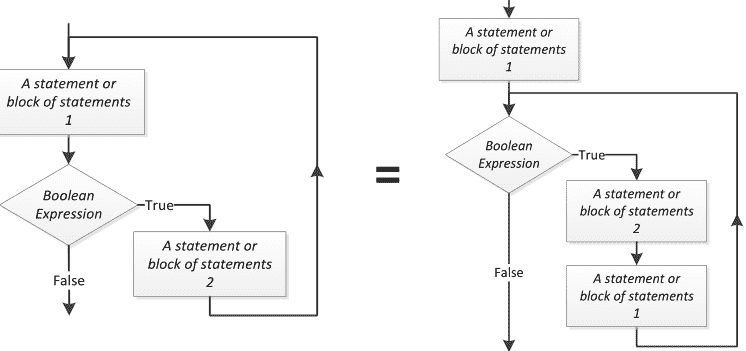 A statement or
block of statements
1
Boolean
Expression
True
False
A statement or
block of statements
2
=
A statement or
block of statements
1
Boolean
Expression
True
False
A statement or
block of statements
2
A statement or
block of statements
1